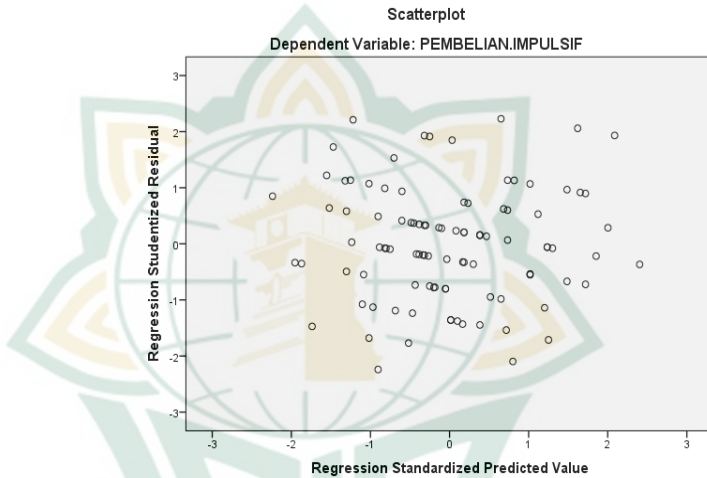 Scatterplot
Dependent Variable: PEMBELIAN.IMPULSIF
Regression Studentized Residual
3
2
1
0
-1
-2
-3
-3 -2 -1 0 1 2 3
Regression Standardized Predicted Value